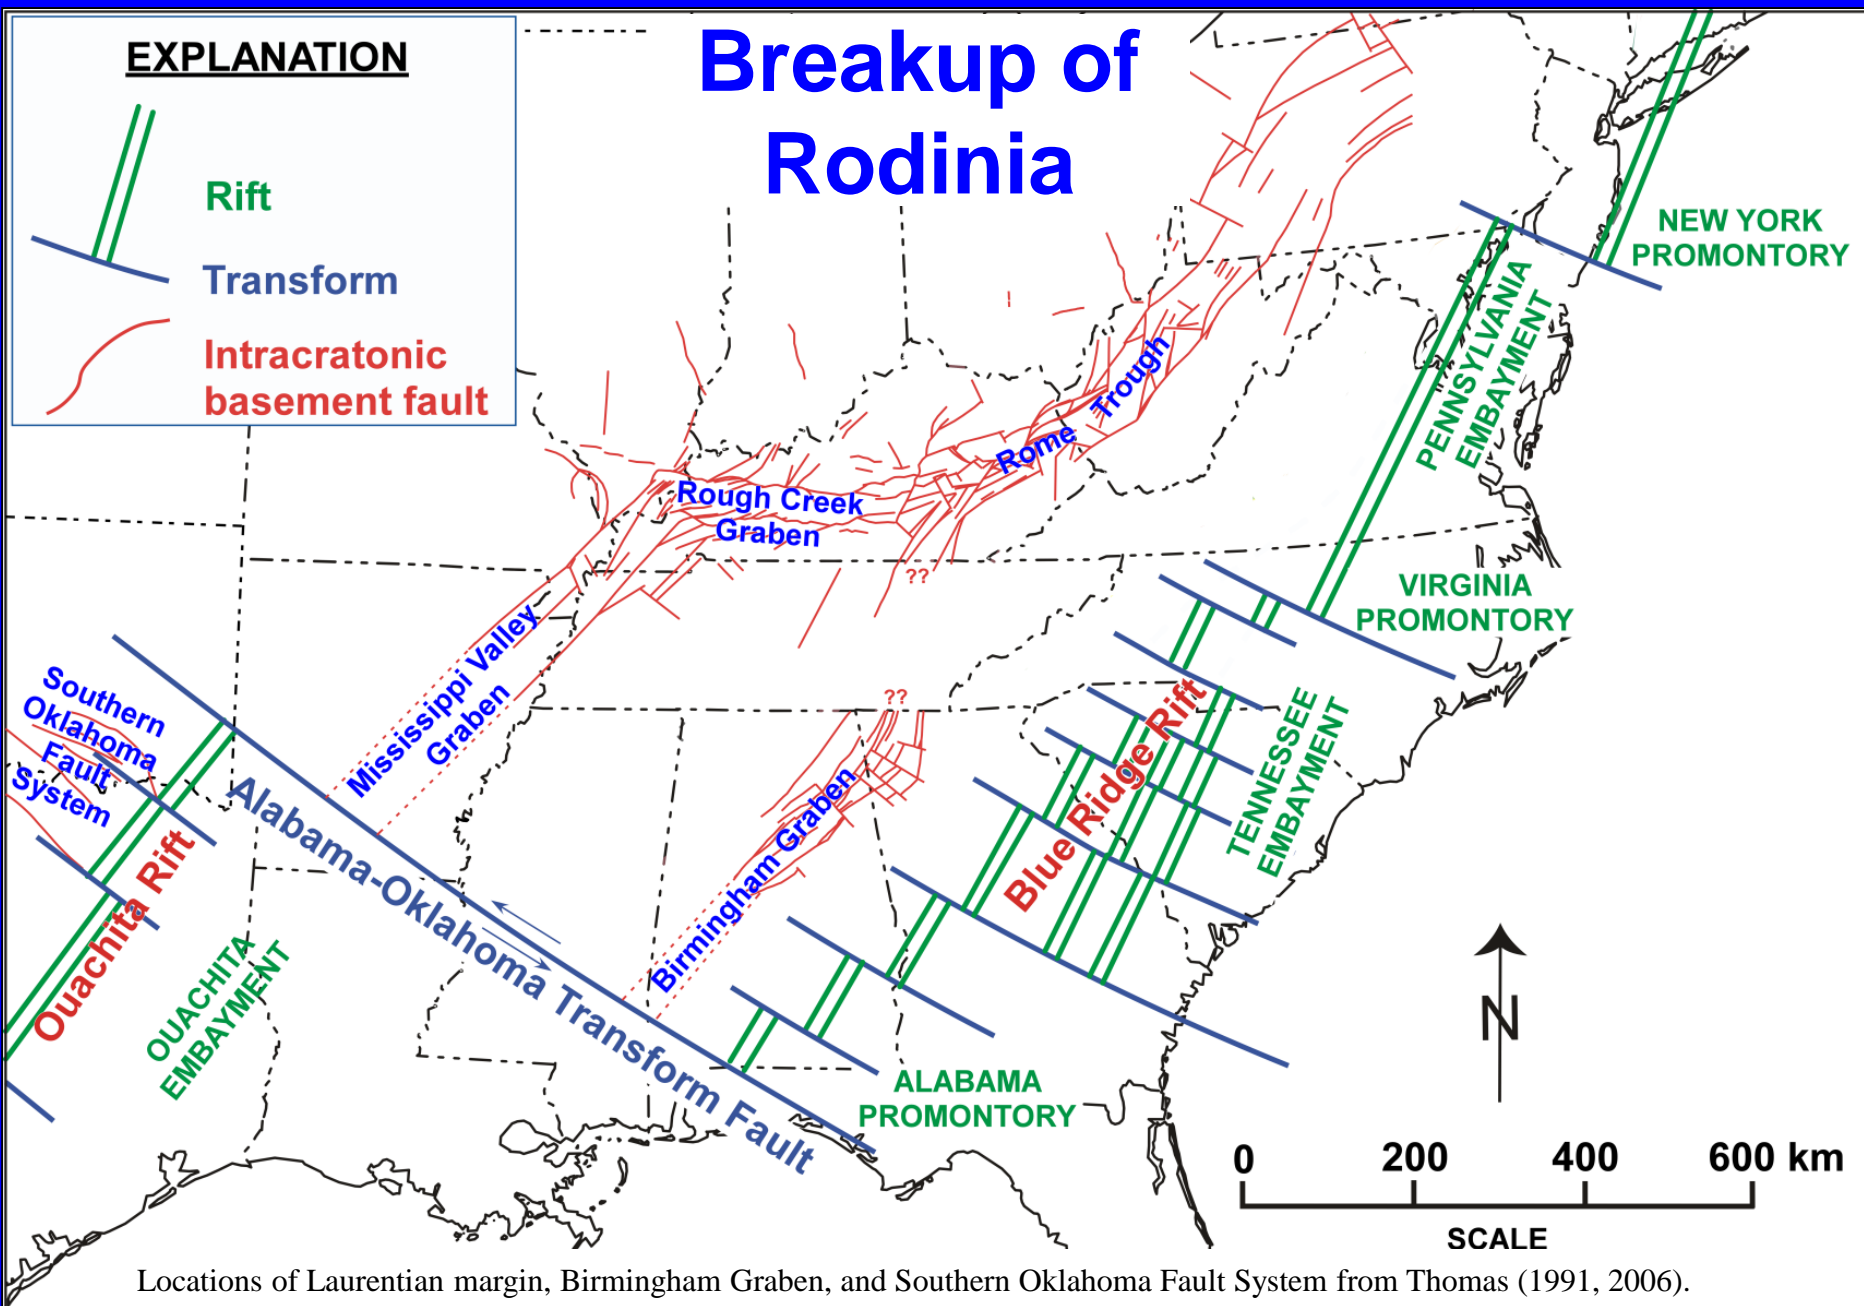 EXPLANATION
Rift
Transform
Intracratonic
basement fault
Breakup of
Rodinia
NEW YORK
PROMONTORY
PENNSYLVANIA
EMBAYMENT
Rome Trough
Rough Creek
Graben
??
VIRGINIA
PROMONTORY
Mississippi Valley
Graben
Southern
Oklahoma
Fault
System
??
Blue Ridge Rift
TENNESSEE
EMBAYMENT
Birmingham Graben
Alabama-Oklahoma Transform Fault
Ouachita Rift
OUACHITA
EMBAYMENT
ALABAMA
PROMONTORY
N
0 200 400 600 km
SCALE
Locations of Laurentian margin, Birmingham Graben, and Southern Oklahoma Fault System from Thomas (1991, 2006).